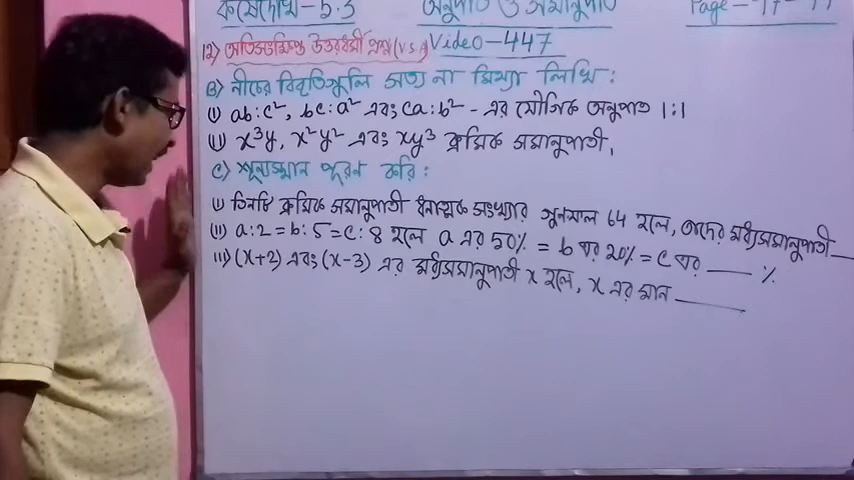 কষেদেখি-5.3 অনুপাত ও সমানুপাত Page-
12) অতিসংক্ষিপ্ত উত্তরধর্মী প্রশ্ন (V.S.A) Video-447
B) নীচের বিবৃতিগুলি সত্য না মিথ্যা লিখি :
(i) ab:c², bc:a² এবং ca:b² - এর যৌগিক অনুপাত 1:1
(ii) x³y, x²y² এবং xy³ ক্রমিক সমানুপাতী।
C) শূন্যস্থান পূরণ করি :
(i) তিনটি ক্রমিক সমানুপাতী ধনাত্মক সংখ্যার গুনফল 64 হলে, তাদের মধ্যসমানুপাতী ___
(ii) a:2 = b:5 = c:8 হলে a এর 50% = b এর 20% = c এর ___ %
(iii) (x+2) এবং (x-3) এর মধ্যসমানুপাতী x হলে, x এর মান ___